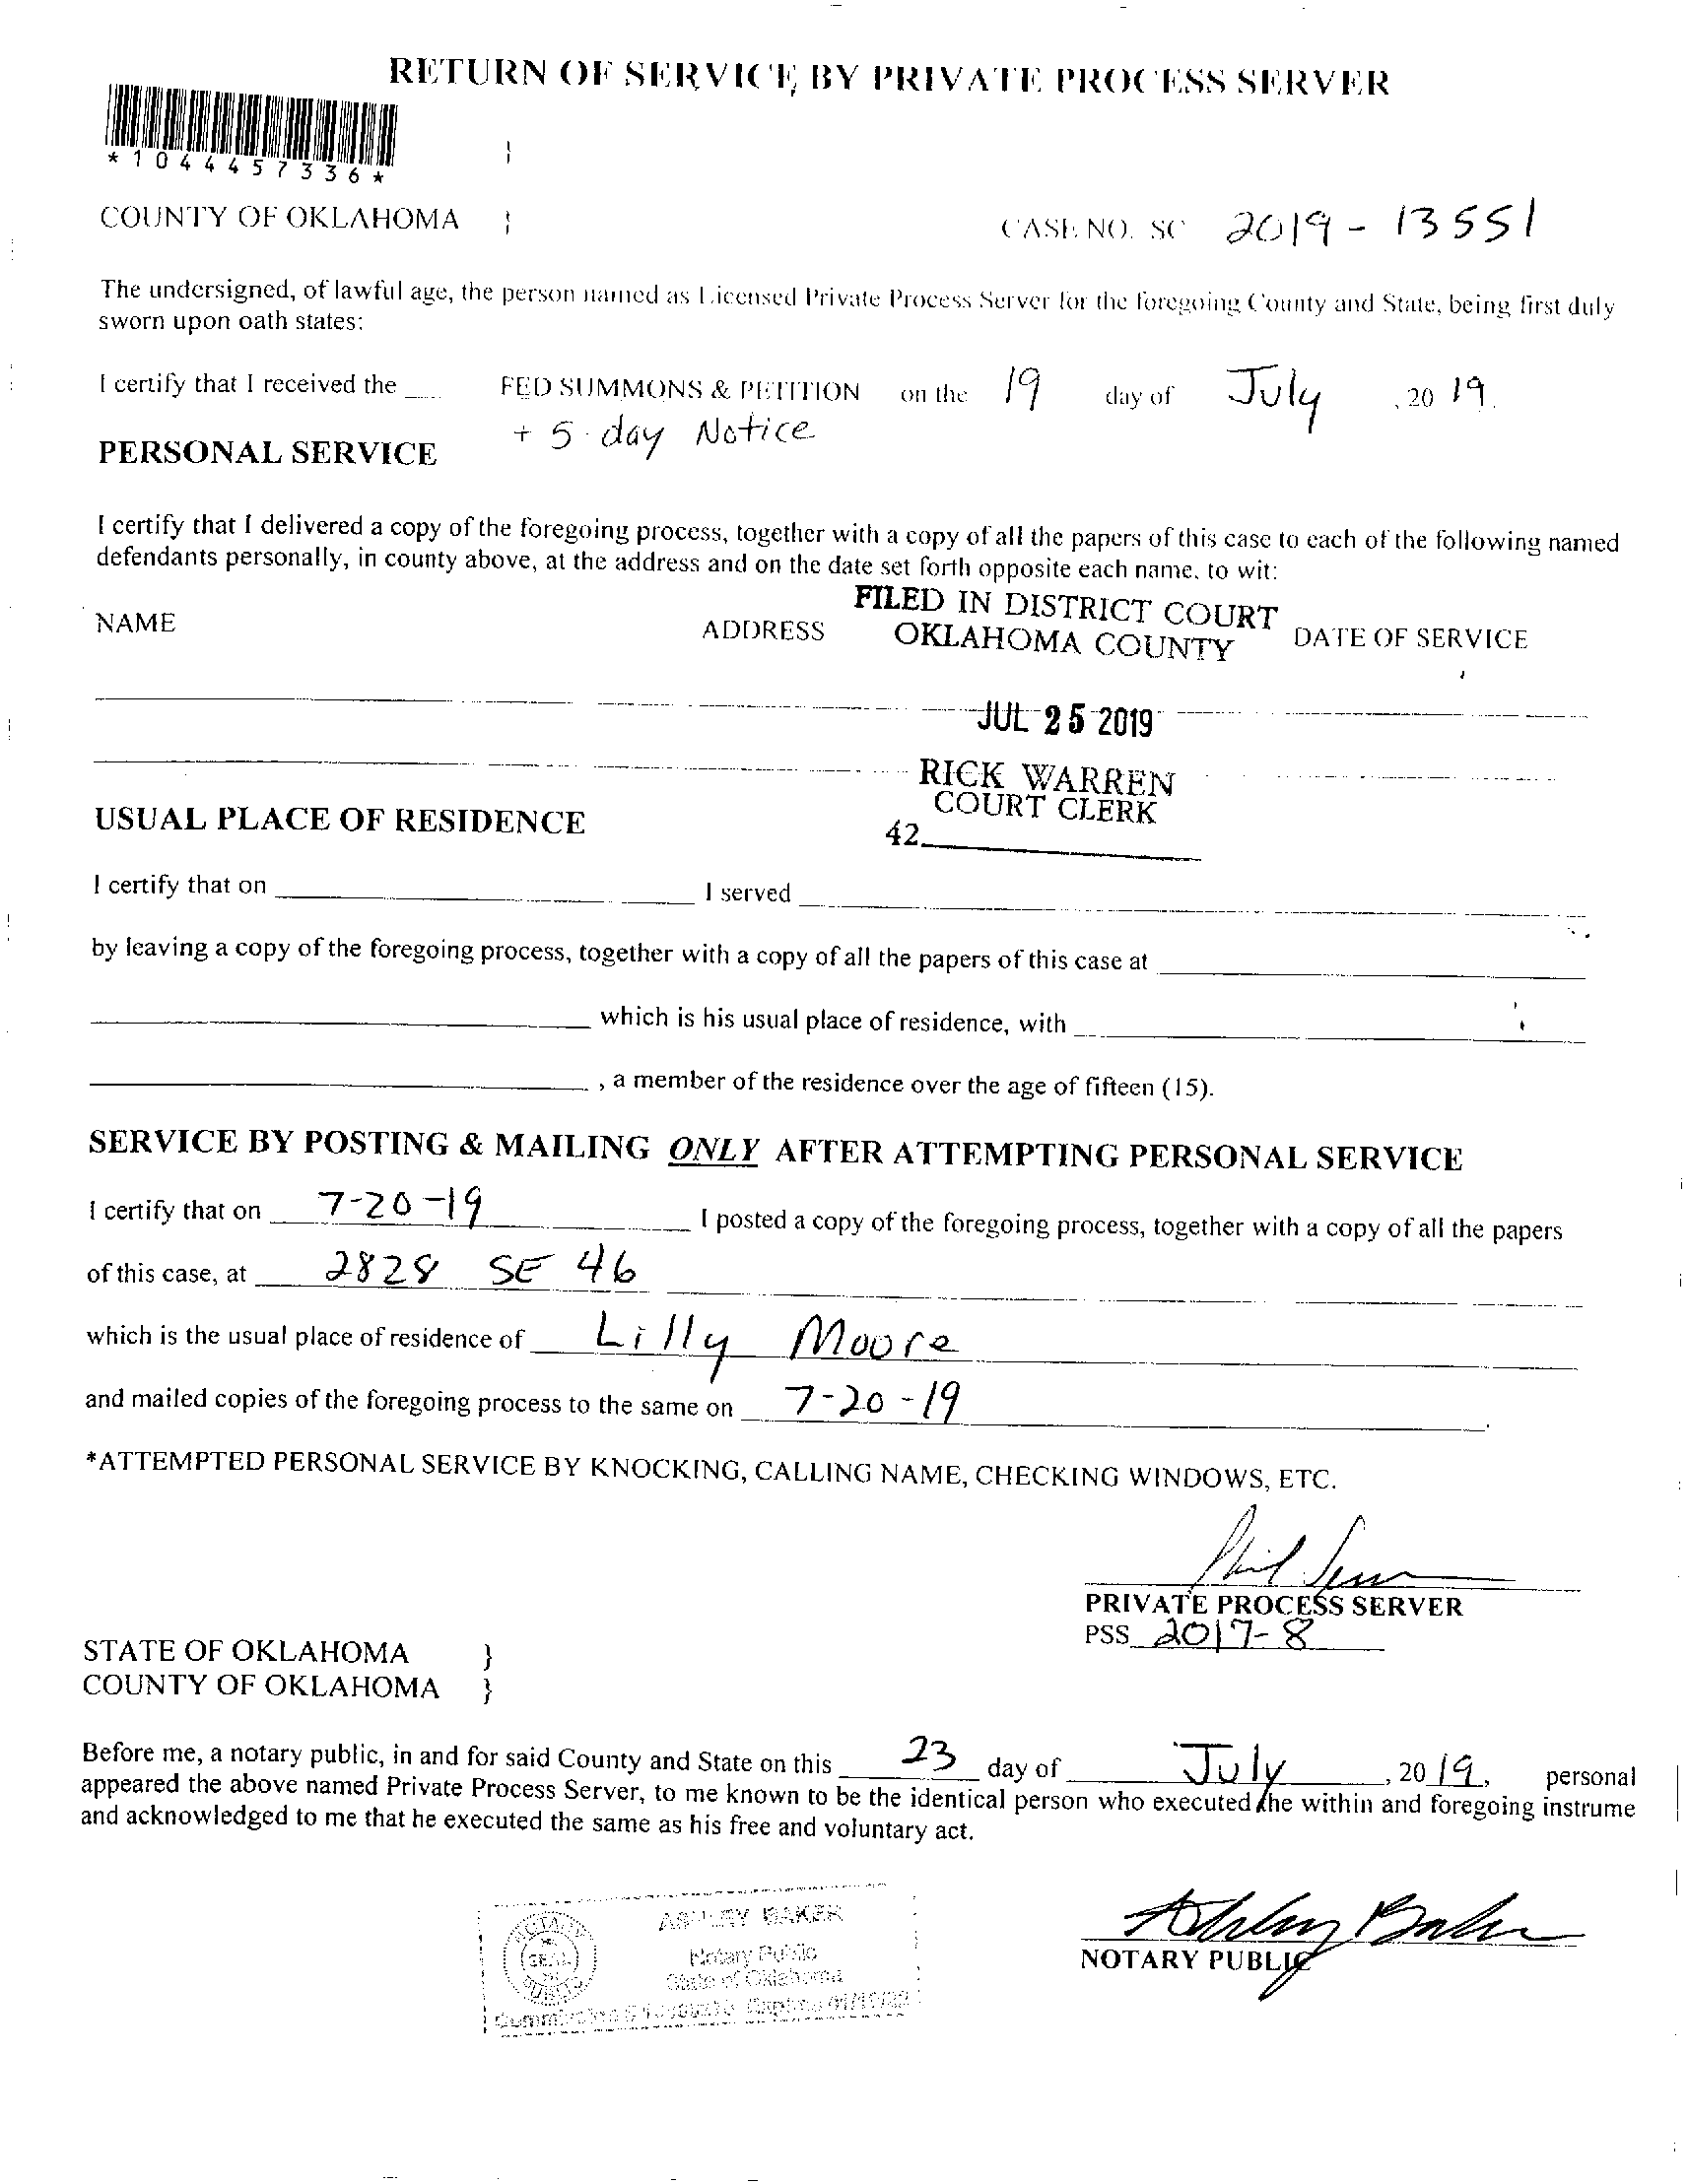 RETURN OF SERVICE BY PRIVATE PROCESS SERVER
*1044457336*
COUNTY OF OKLAHOMA }
CASE NO. SC 2019-13551
The undersigned, of lawful age, the person named as Licensed Private Process Server for the foregoing County and State, being first duly
sworn upon oath states:
I certify that I received the FED SUMMONS & PETITION on the 19 day of July, 2019.
+ 5-day Notice
PERSONAL SERVICE
I certify that I delivered a copy of the foregoing process, together with a copy of all the papers of this case to each of the following named
defendants personally, in county above, at the address and on the date set forth opposite each name, to wit:
FILED IN DISTRICT COURT
OKLAHOMA COUNTY
NAME ADDRESS DATE OF SERVICE
JUL 25 2019
RICK WARREN
COURT CLERK
42
USUAL PLACE OF RESIDENCE
I certify that on I served
by leaving a copy of the foregoing process, together with a copy of all the papers of this case at
which is his usual place of residence, with
, a member of the residence over the age of fifteen (15).
SERVICE BY POSTING & MAILING ONLY AFTER ATTEMPTING PERSONAL SERVICE
I certify that on 7-20-19 I posted a copy of the foregoing process, together with a copy of all the papers
of this case, at 2828 SE 46
which is the usual place of residence of Lilly Moore
and mailed copies of the foregoing process to the same on 7-20-19.
*ATTEMPTED PERSONAL SERVICE BY KNOCKING, CALLING NAME, CHECKING WINDOWS, ETC.
PRIVATE PROCESS SERVER
PSS 2017-8
STATE OF OKLAHOMA }
COUNTY OF OKLAHOMA }
Before me, a notary public, in and for said County and State on this 23 day of July, 2019, personal
appeared the above named Private Process Server, to me known to be the identical person who executed the within and foregoing instrume
and acknowledged to me that he executed the same as his free and voluntary act.
ASHLEY BAKER
Notary Public
State of Oklahoma
Ashley Baker
NOTARY PUBLIC